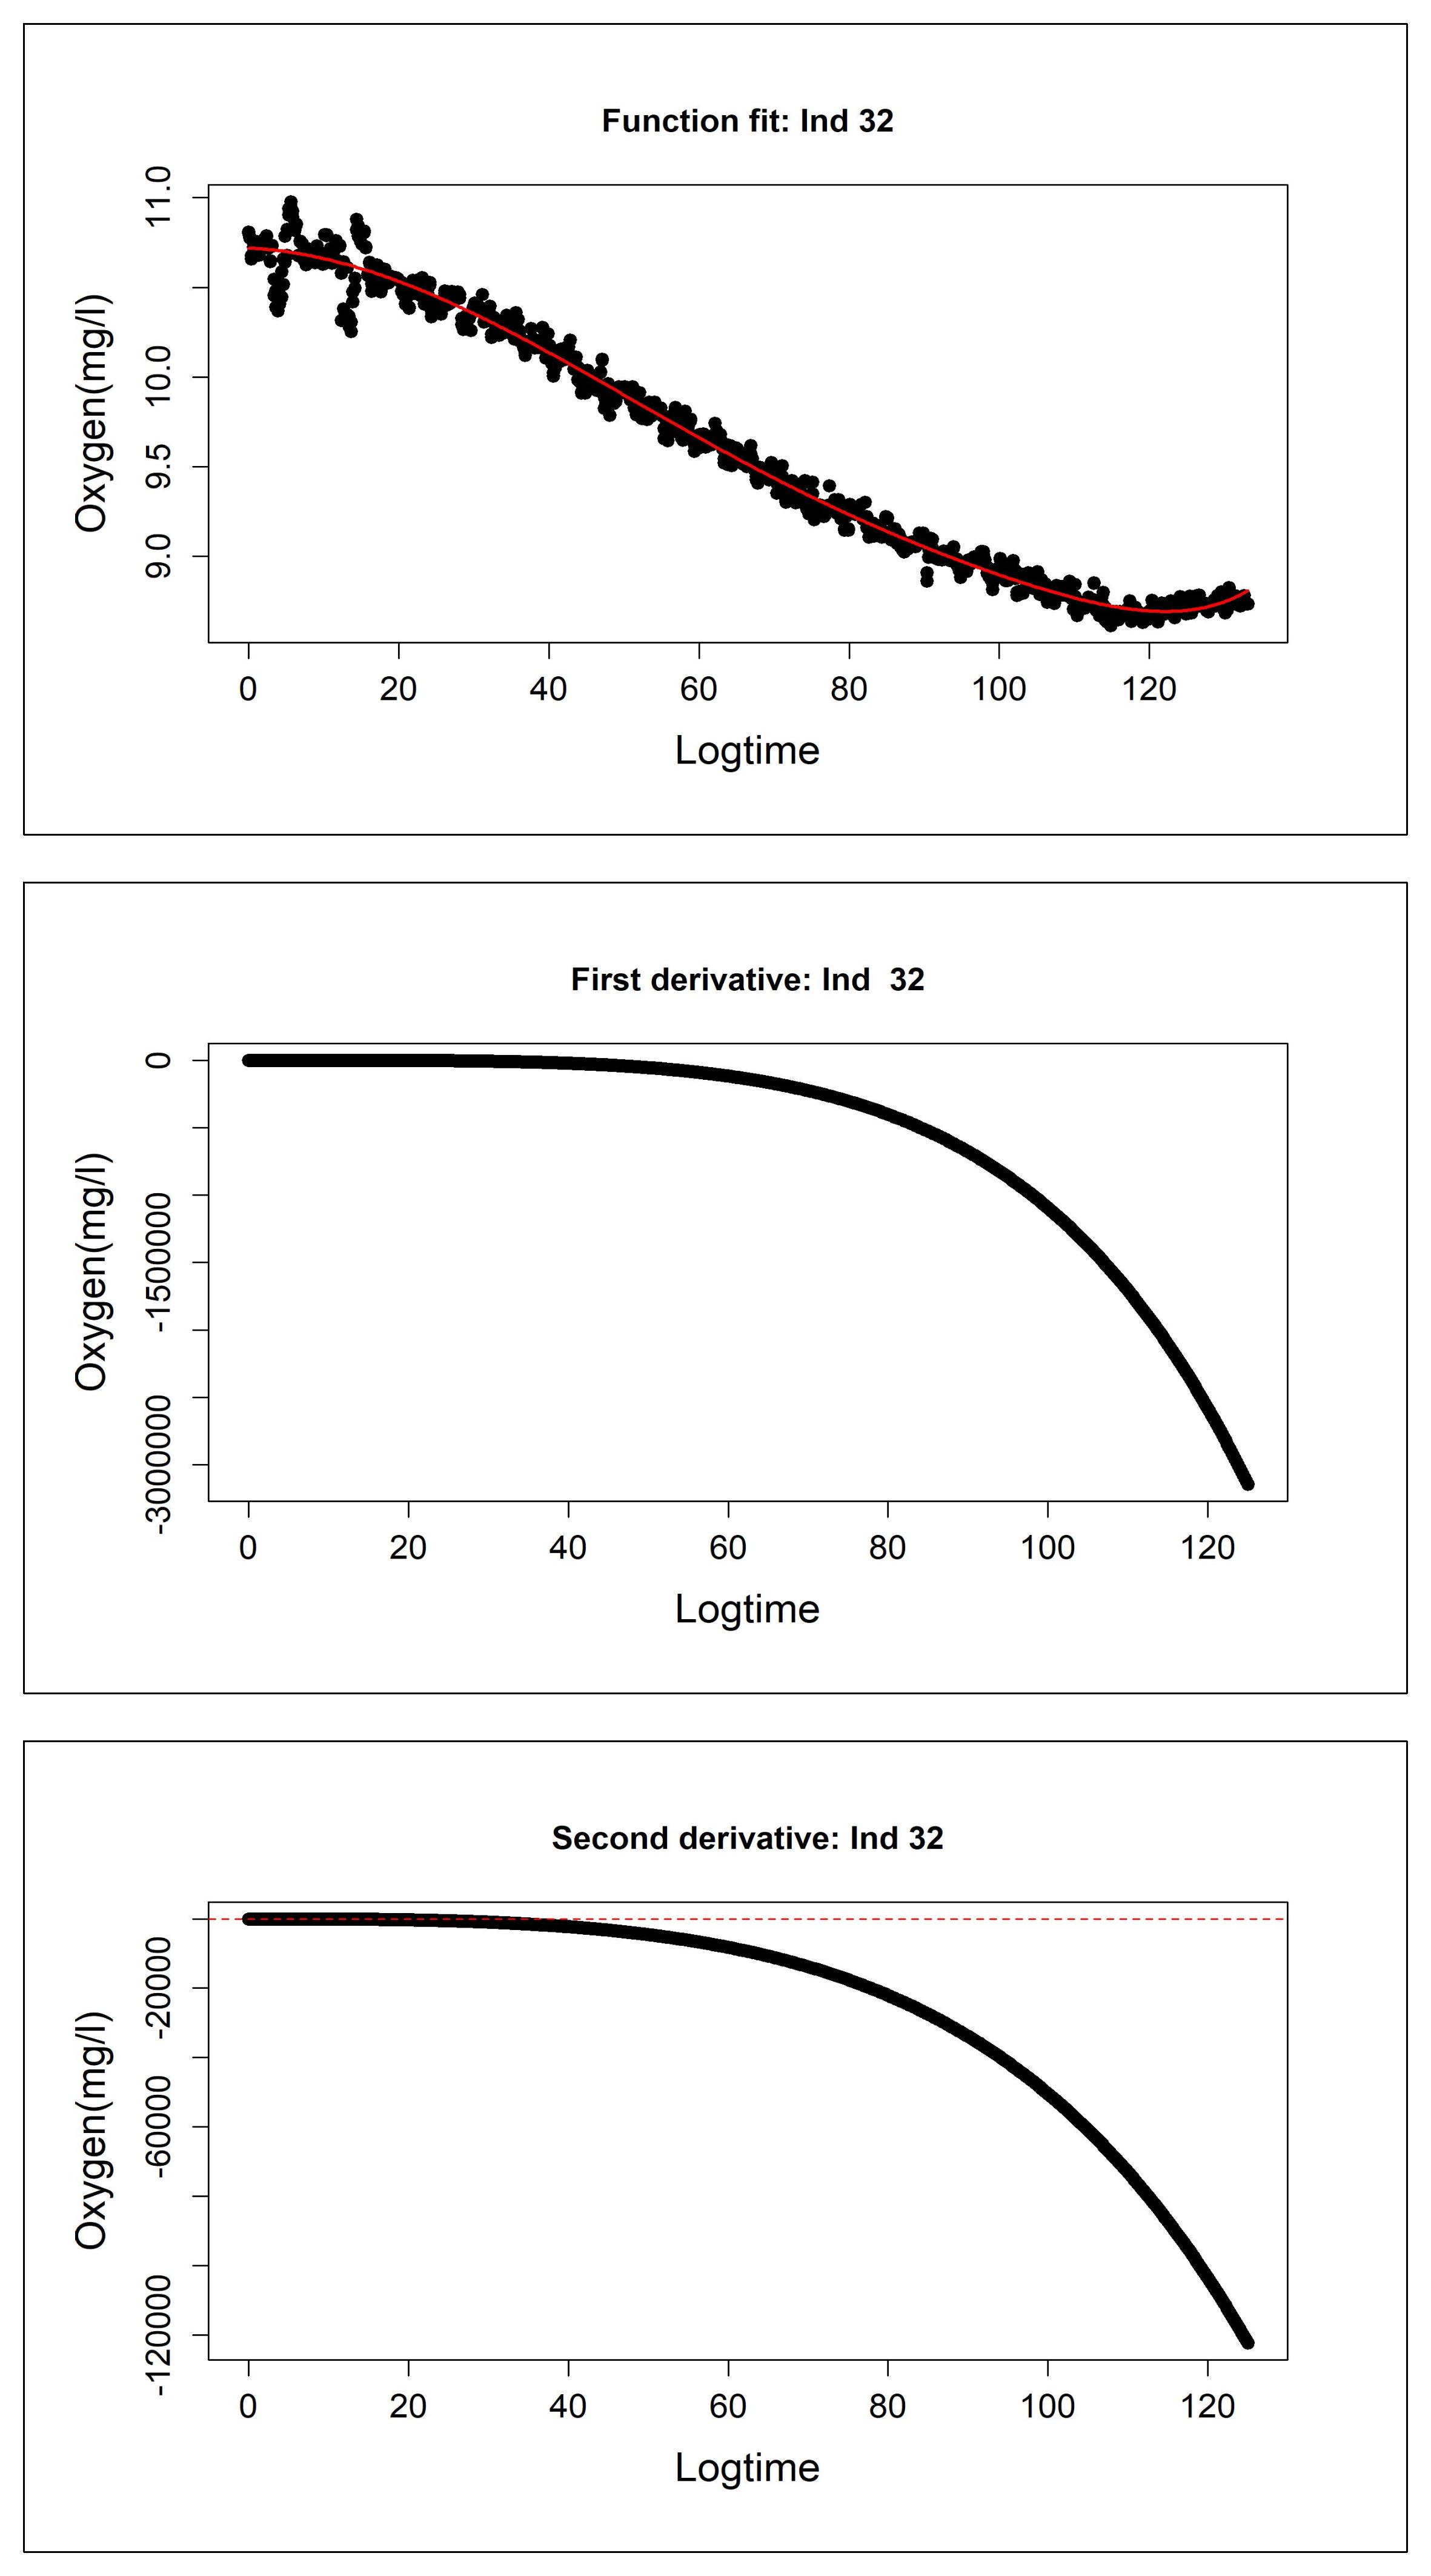 Function fit: Ind 32
Oxygen(mg/l)
11.0
10.0
9.5
9.0
0 20 40 60 80 100 120
Logtime
First derivative: Ind  32
Oxygen(mg/l)
0
-1500000
-3000000
0 20 40 60 80 100 120
Logtime
Second derivative: Ind 32
Oxygen(mg/l)
-20000
-60000
-120000
0 20 40 60 80 100 120
Logtime